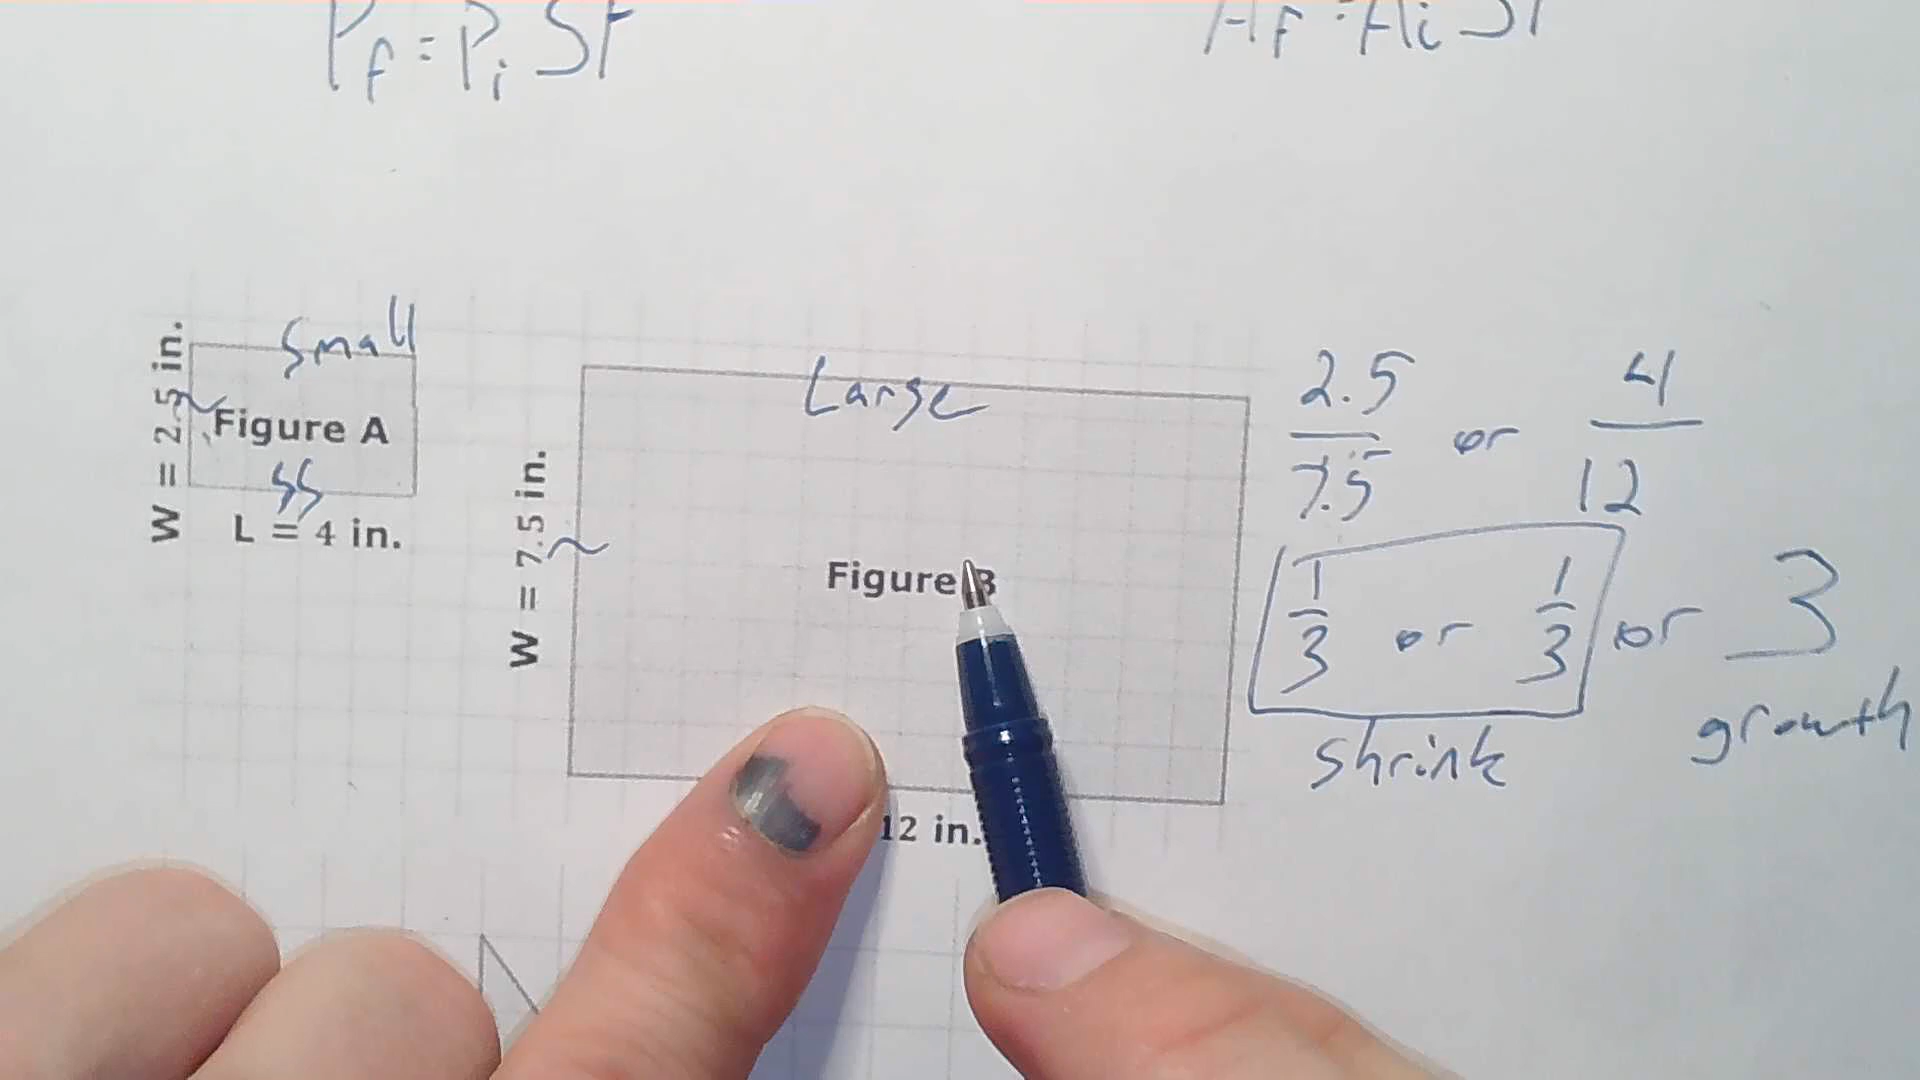 Pf = Pi SF
Af = Ai SF
small
W = 2.5 in.
Figure A
L = 4 in.
Large
W = 7.5 in.
Figure B
12 in.
2.5/7.5 or 4/12
1/3 or 1/3 or 3
shrink
growth